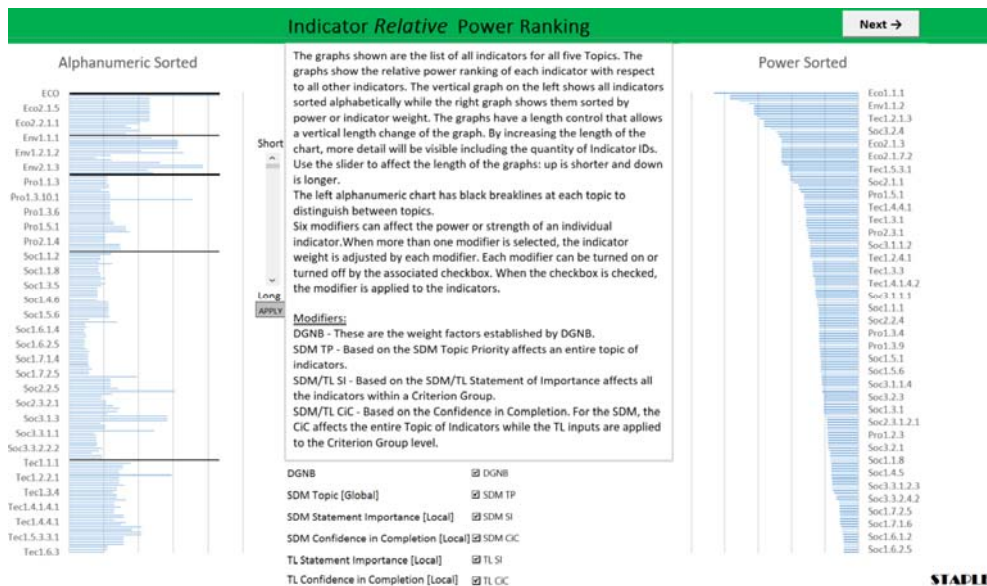 Indicator Relative Power Ranking
Next →
Alphanumeric Sorted
ECO
Eco2.1.5
Eco2.2.1.1
Env1.1.1
Env1.2.1.2
Env2.1.3
Pro1.1.3
Pro1.3.10.1
Pro1.3.6
Pro1.5.1
Pro2.1.4
Soc1.1.2
Soc1.1.8
Soc1.3.5
Soc1.4.6
Soc1.5.6
Soc1.6.1.4
Soc1.6.2.5
Soc1.7.1.4
Soc1.7.2.5
Soc2.2.5
Soc2.3.2.1
Soc3.1.3
Soc3.3.1.1
Soc3.3.2.2.2
Tec1.1.1
Tec1.2.2.1
Tec1.3.4
Tec1.4.1.4.1
Tec1.4.4.1
Tec1.5.3.3.1
Tec1.6.3
Short
Long
APPLY
The graphs shown are the list of all indicators for all five Topics. The
graphs show the relative power ranking of each indicator with respect
to all other indicators. The vertical graph on the left shows all indicators
sorted alphabetically while the right graph shows them sorted by
power or indicator weight. The graphs have a length control that allows
a vertical length change of the graph. By increasing the length of the
chart, more detail will be visible including the quantity of Indicator IDs.
Use the slider to affect the length of the graphs: up is shorter and down
is longer.
The left alphanumeric chart has black breaklines at each topic to
distinguish between topics.
Six modifiers can affect the power or strength of an individual
indicator.When more than one modifier is selected, the indicator
weight is adjusted by each modifier. Each modifier can be turned on or
turned off by the associated checkbox. When the checkbox is checked,
the modifier is applied to the indicators.
Modifiers:
DGNB - These are the weight factors established by DGNB.
SDM TP - Based on the SDM Topic Priority affects an entire topic of
indicators.
SDM/TL SI - Based on the SDM/TL Statement of Importance affects all
the indicators within a Criterion Group.
SDM/TL CiC - Based on the Confidence in Completion. For the SDM, the
CiC affects the entire Topic of Indicators while the TL inputs are applied
to the Criterion Group level.
DGNB ☑ DGNB
SDM Topic [Global] ☑ SDM TP
SDM Statement Importance [Local] ☑ SDM SI
SDM Confidence in Completion [Local] ☑ SDM CiC
TL Statement Importance [Local] ☑ TL SI
TL Confidence in Completion [Local] ☑ TL CiC
Power Sorted
Eco1.1.1
Env1.1.2
Tec1.2.1.3
Soc3.2.4
Eco2.1.3
Eco2.1.7.2
Tec1.5.3.1
Soc2.1.1
Pro1.5.1
Tec1.4.4.1
Tec1.3.1
Pro2.3.1
Soc3.1.1.2
Tec1.2.4.1
Tec1.3.3
Tec1.4.1.4.2
Soc3.1.1.1
Soc1.1.1
Soc2.2.4
Pro1.3.4
Pro1.3.9
Soc1.5.1
Soc1.5.6
Soc3.1.1.4
Soc3.2.3
Soc1.3.1
Soc2.3.1.2.1
Pro1.2.3
Soc3.2.1
Soc1.1.8
Soc1.4.5
Soc3.3.1.2.3
Soc3.3.2.4.2
Soc1.7.2.5
Soc1.7.1.6
Soc1.6.1.2
Soc1.6.2.5